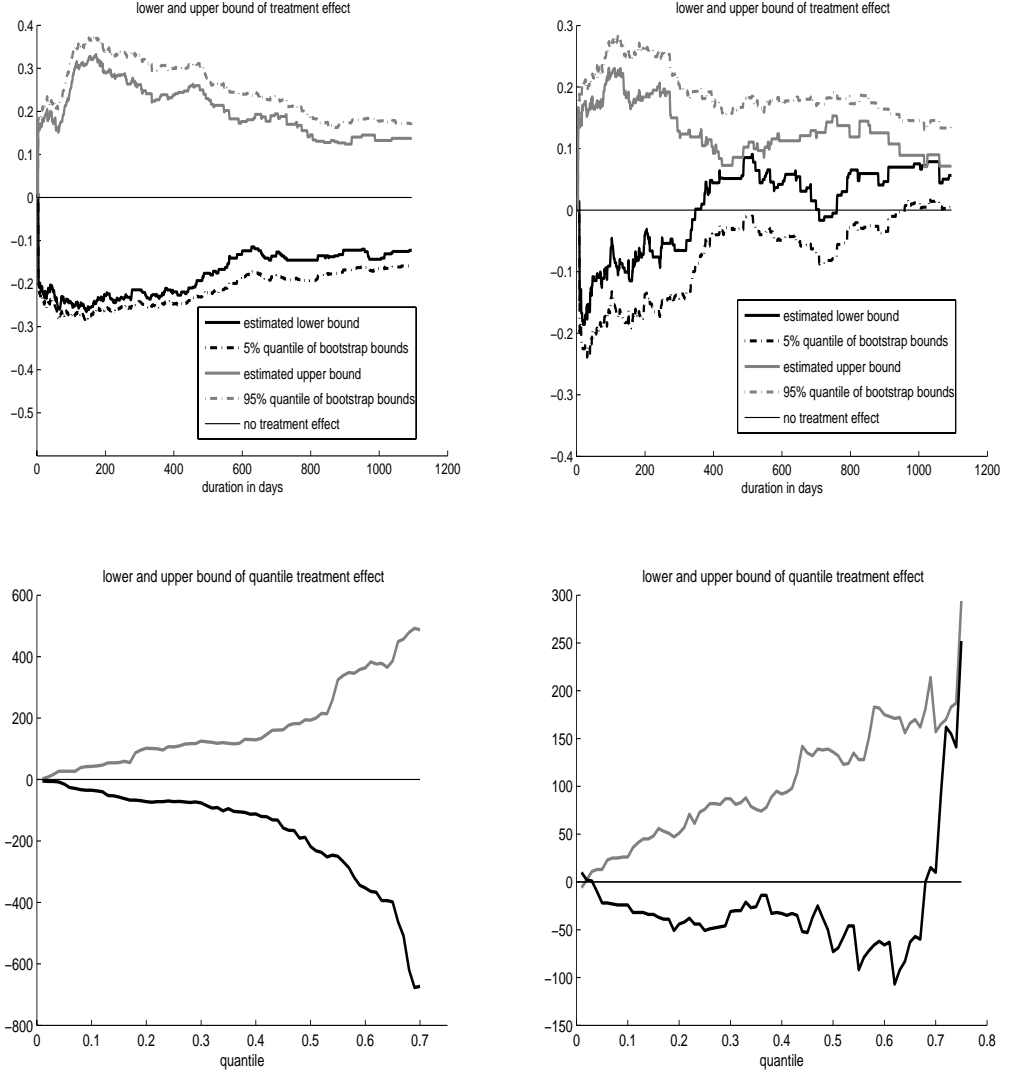 lower and upper bound of treatment effect
0.4
0.3
0.2
0.1
0
−0.1
−0.2
−0.3
−0.4
−0.5
estimated lower bound
5% quantile of bootstrap bounds
estimated upper bound
95% quantile of bootstrap bounds
no treatment effect
0 200 400 600 800 1000 1200
duration in days
lower and upper bound of treatment effect
0.3
0.2
0.1
0
−0.1
−0.2
−0.3
−0.4
estimated lower bound
5% quantile of bootstrap bounds
estimated upper bound
95% quantile of bootstrap bounds
no treatment effect
0 200 400 600 800 1000 1200
duration in days
lower and upper bound of quantile treatment effect
600
400
200
0
−200
−400
−600
−800
0 0.1 0.2 0.3 0.4 0.5 0.6 0.7
quantile
lower and upper bound of quantile treatment effect
300
250
200
150
100
50
0
−50
−100
−150
0 0.1 0.2 0.3 0.4 0.5 0.6 0.7 0.8
quantile